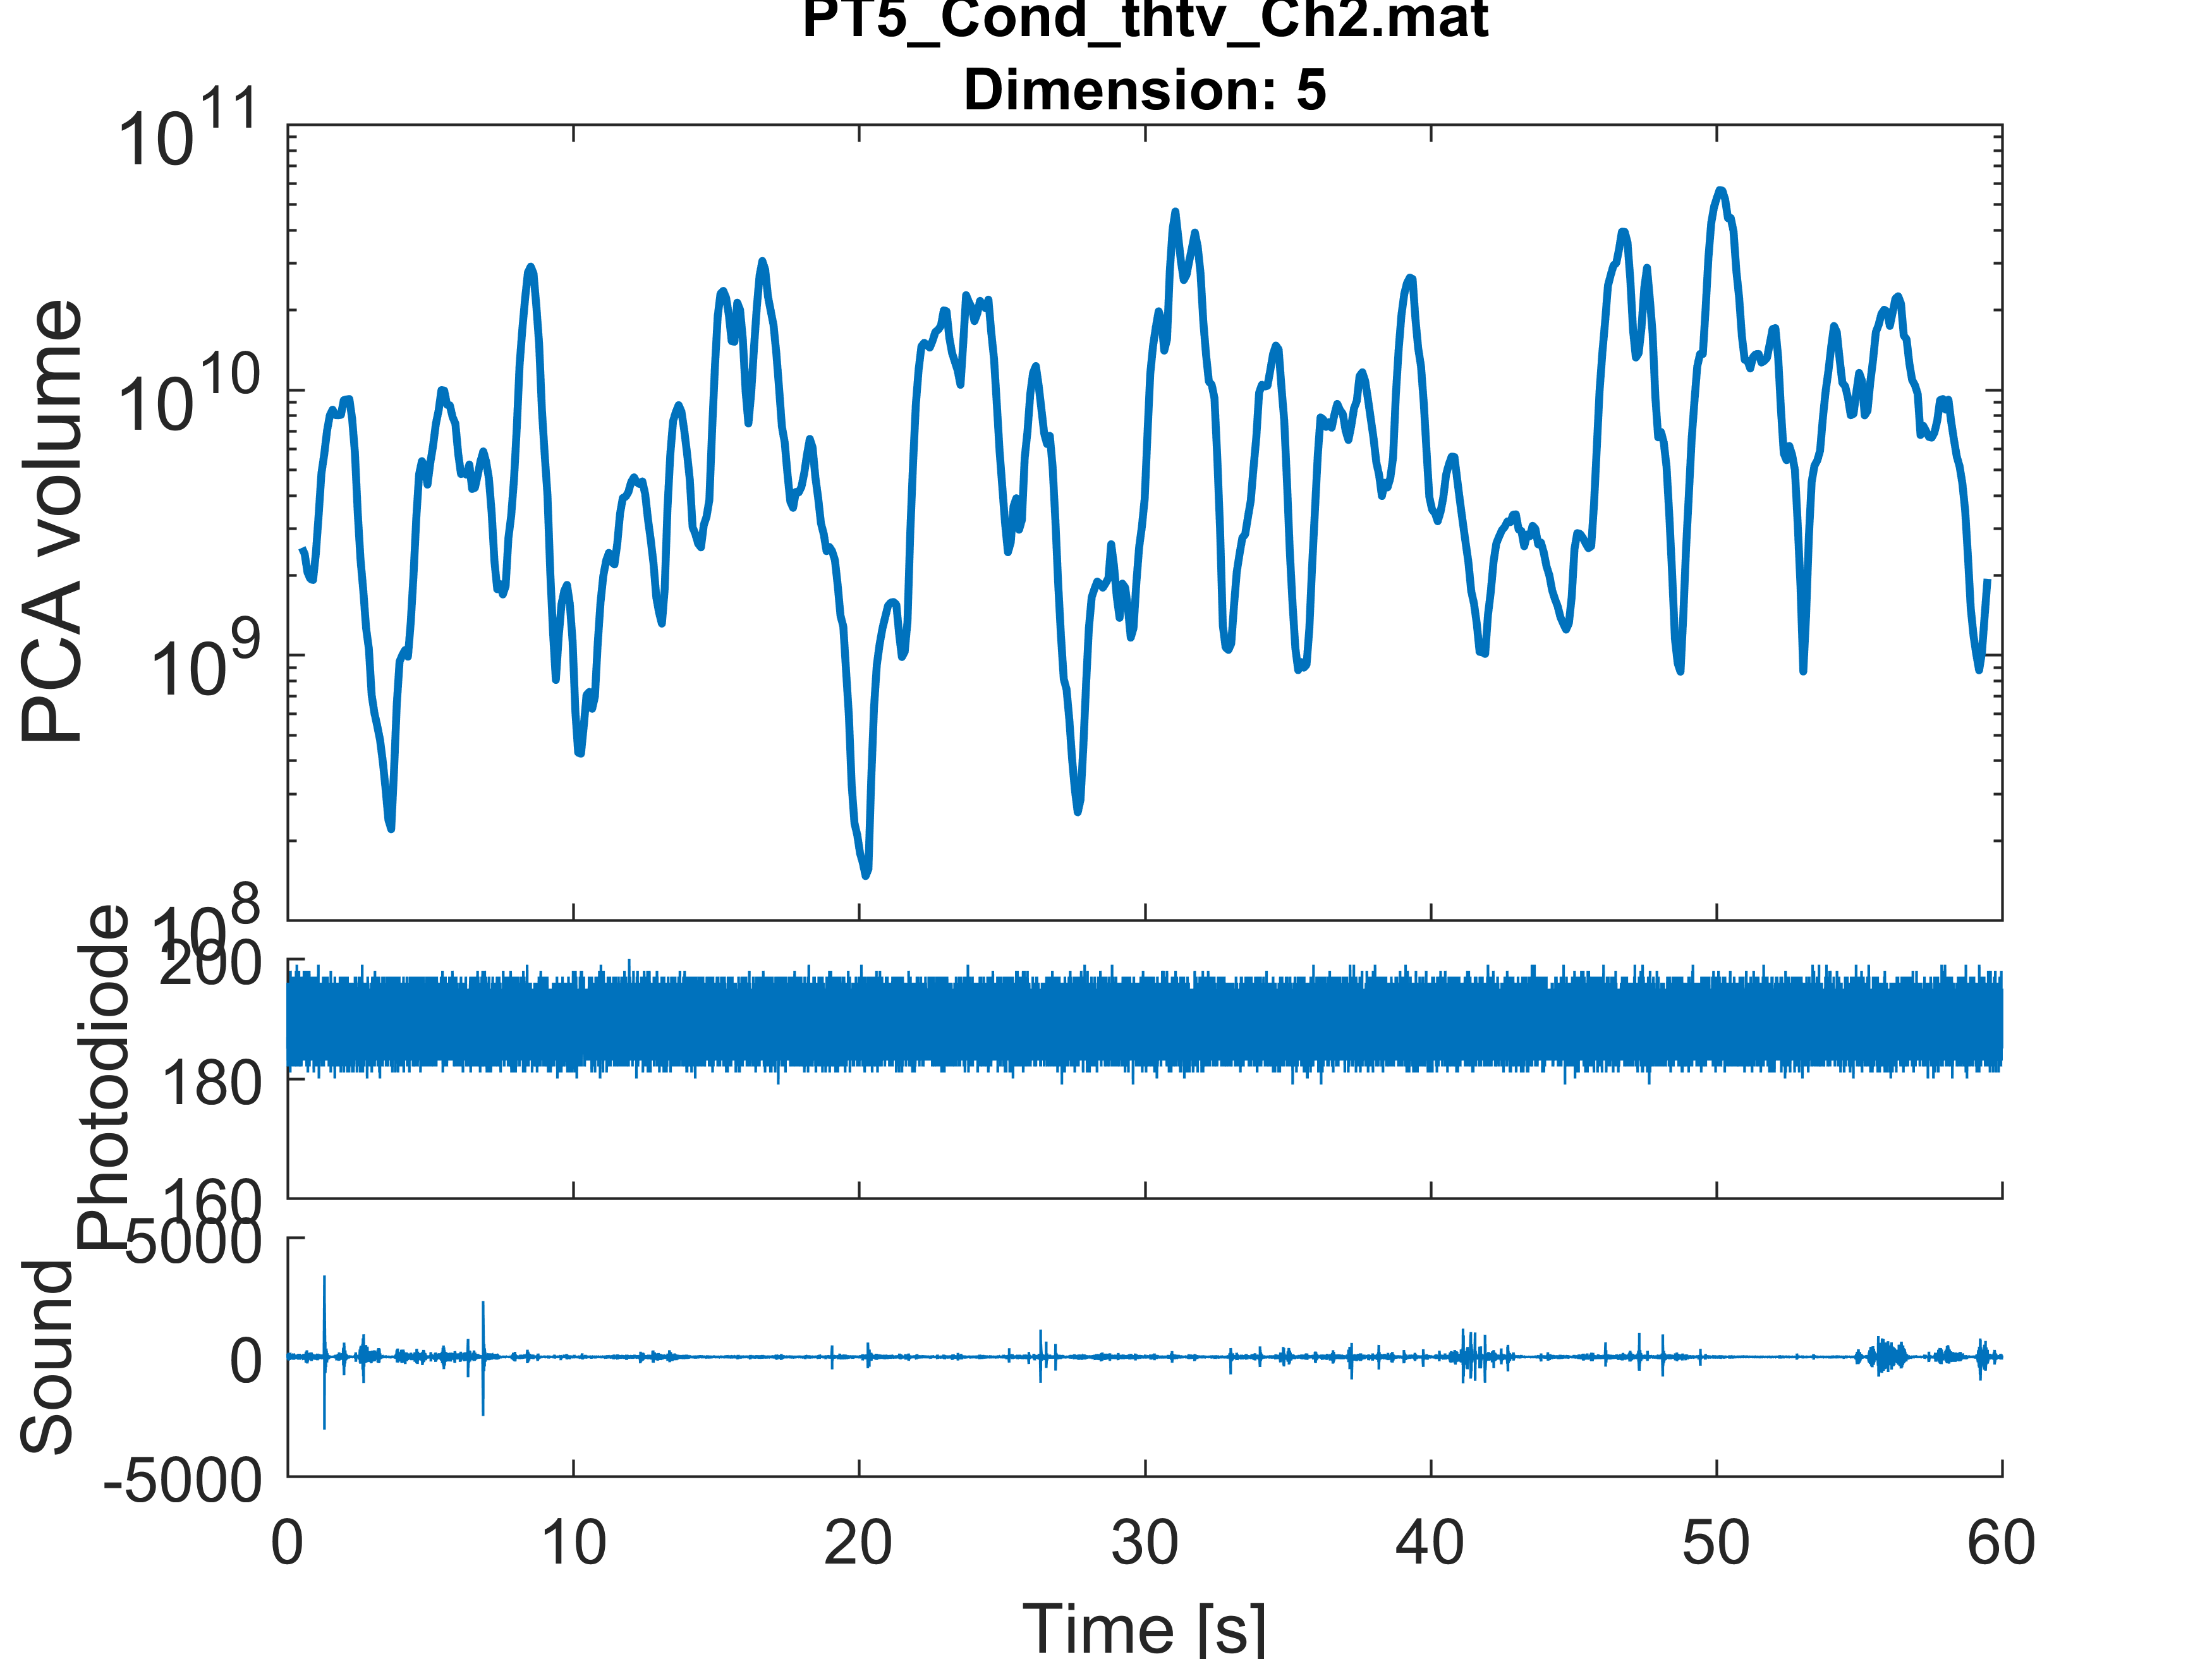 PT5_Cond_thtv_Ch2.mat
Dimension: 5
PCA volume
10^11
10^10
10^9
10^8
Photodiode
200
180
160
Sound
5000
0
-5000
0 10 20 30 40 50 60
Time [s]